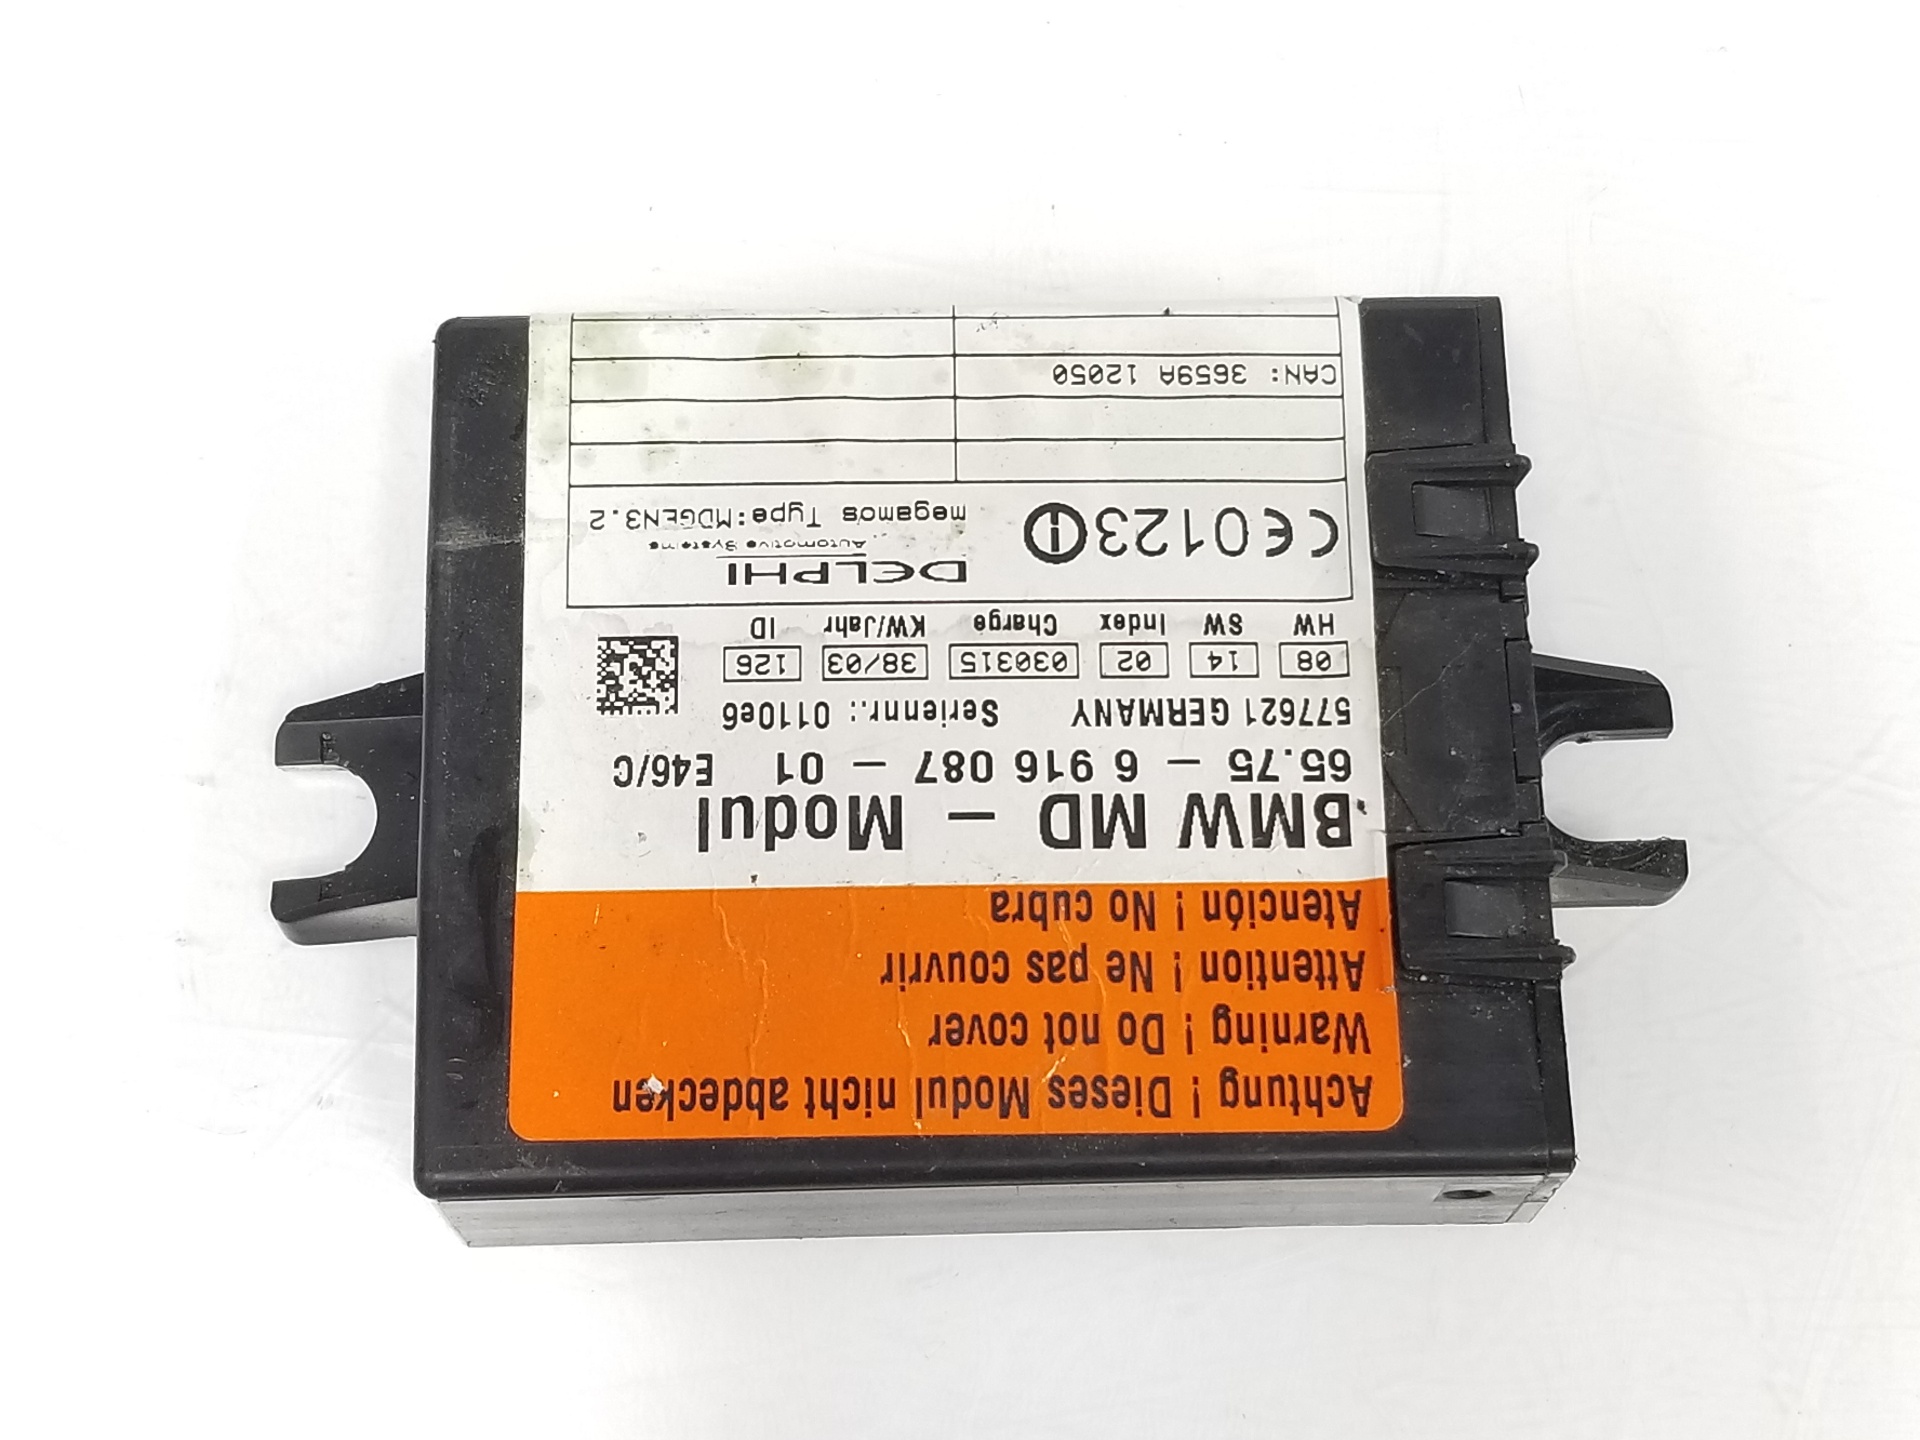 Achtung ! Dieses Modul nicht abdecken
Warning ! Do not cover
Attention ! Ne pas couvrir
Atención ! No cubra
BMW MD – Modul
65.75 – 6 916 087 – 01 E46/C
577621 GERMANY Seriennr.: 0110e6
08 14 02 030315 38/03 126
HW SW Index Charge KW/Jahr ID
DELPHI
Automotive Systems
CE0123 !
megamos Type:MDGEN3.2
CAN: 3659A 12050